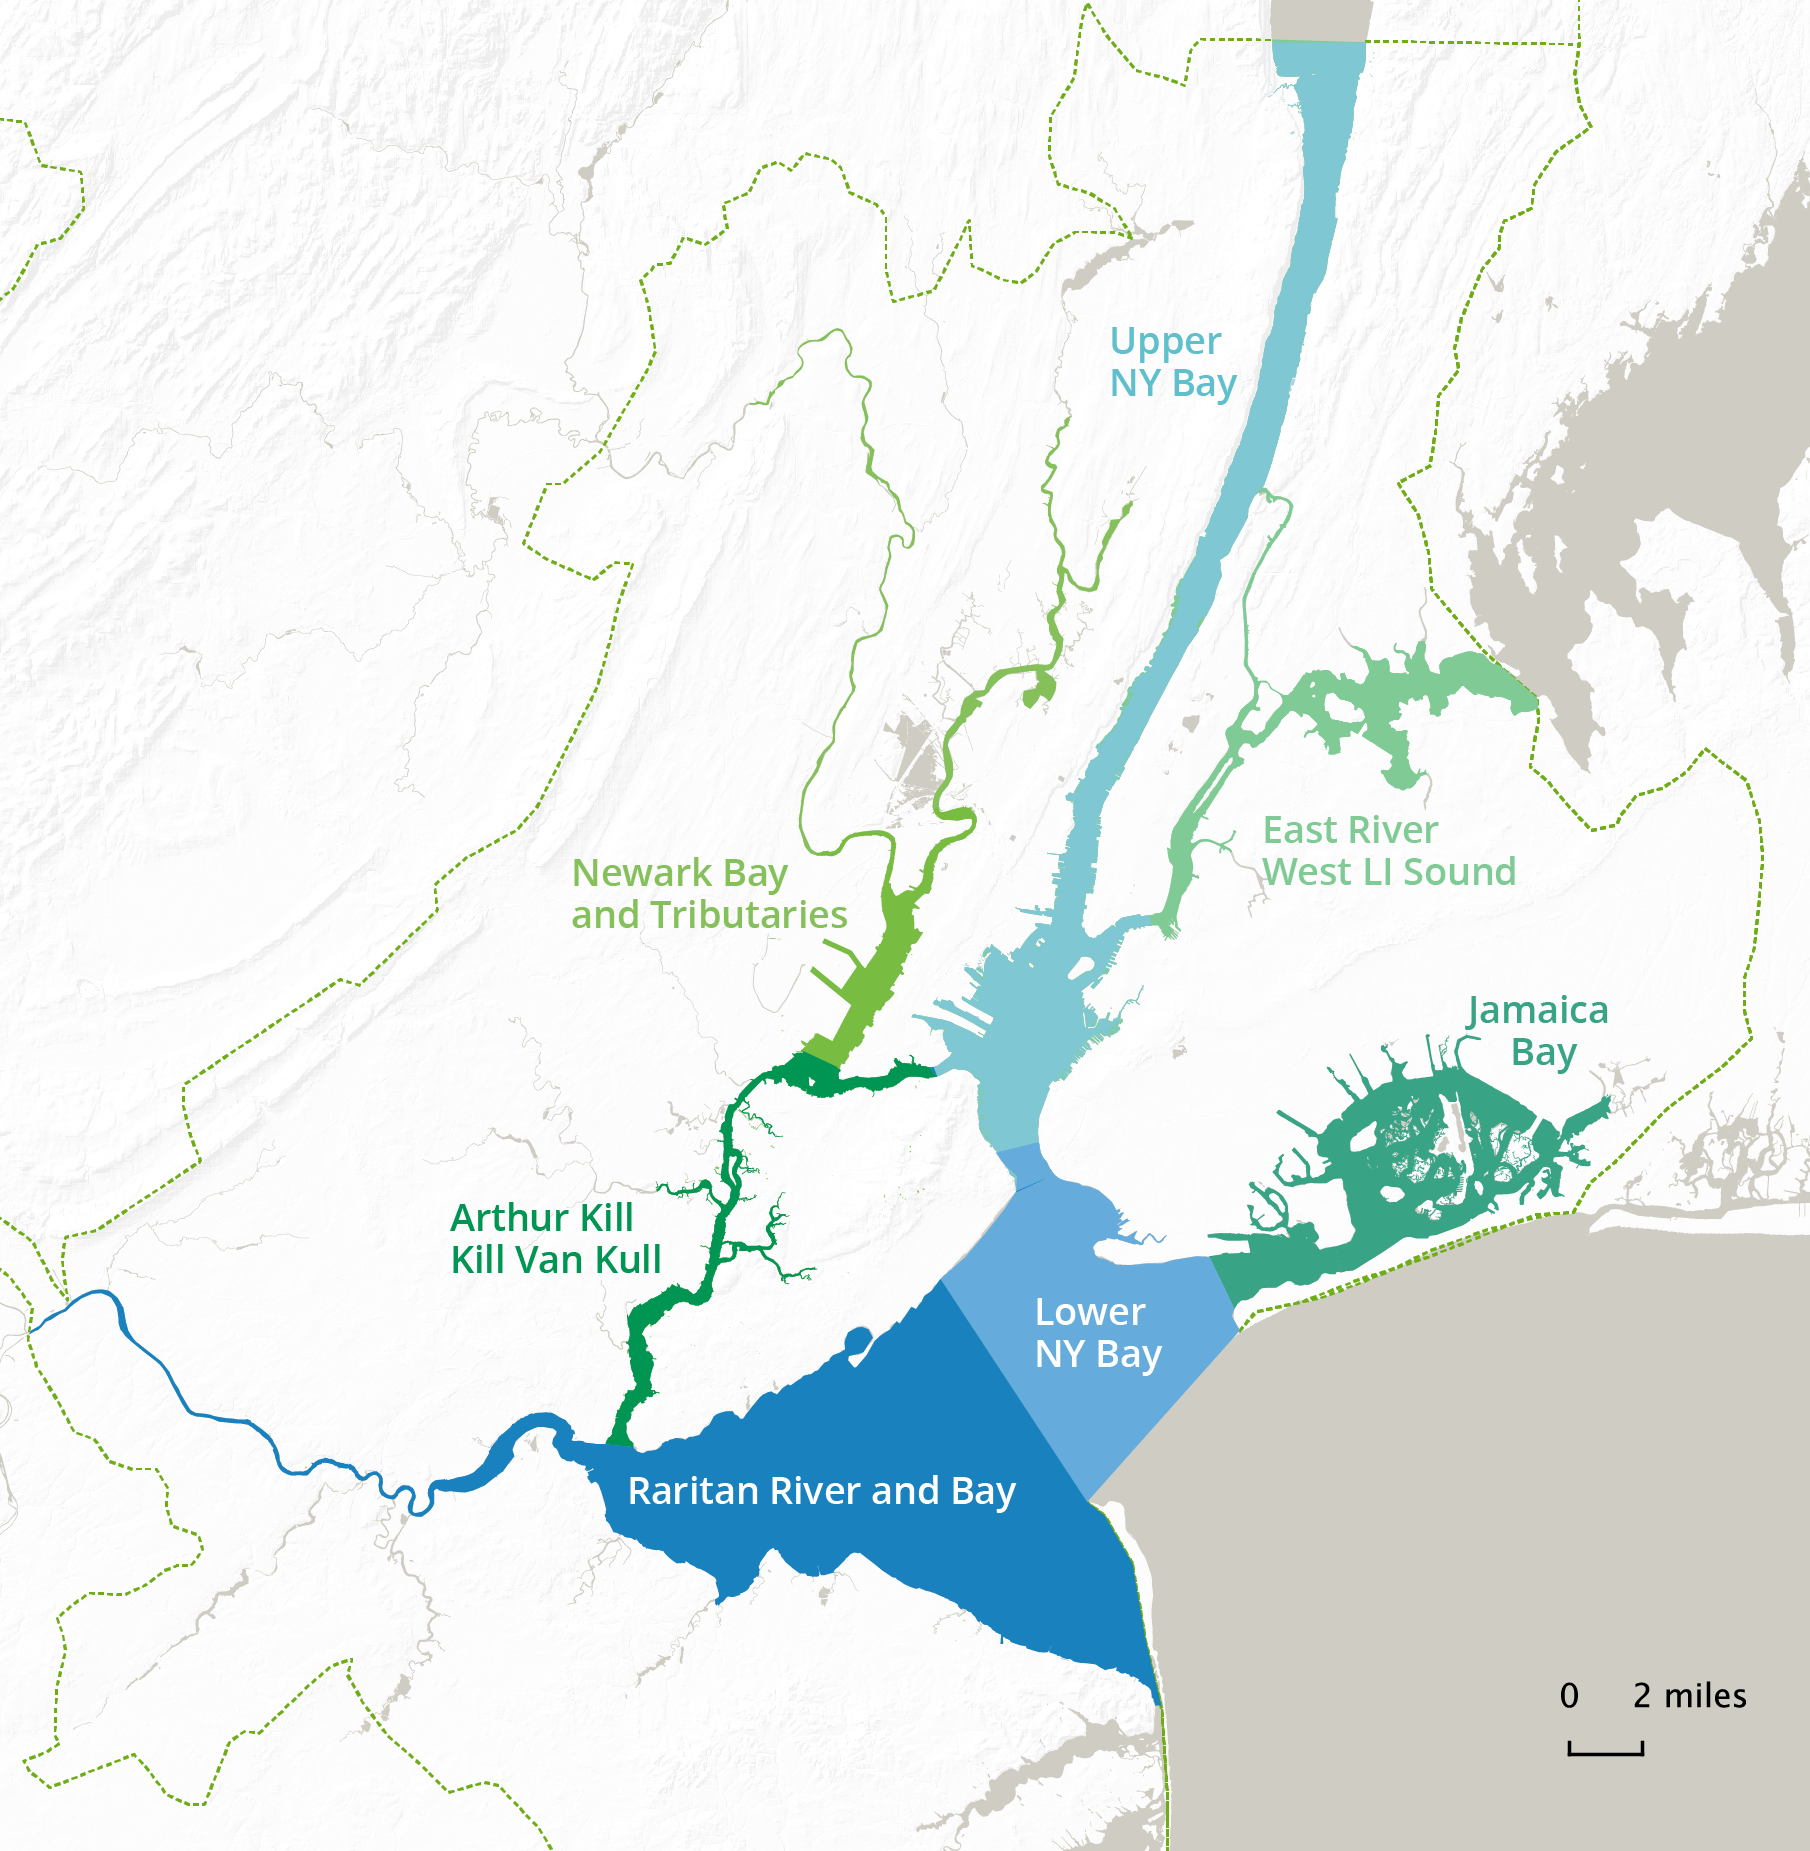 Upper
NY Bay
East River
West LI Sound
Newark Bay
and Tributaries
Jamaica
Bay
Arthur Kill
Kill Van Kull
Lower
NY Bay
Raritan River and Bay
0 2 miles